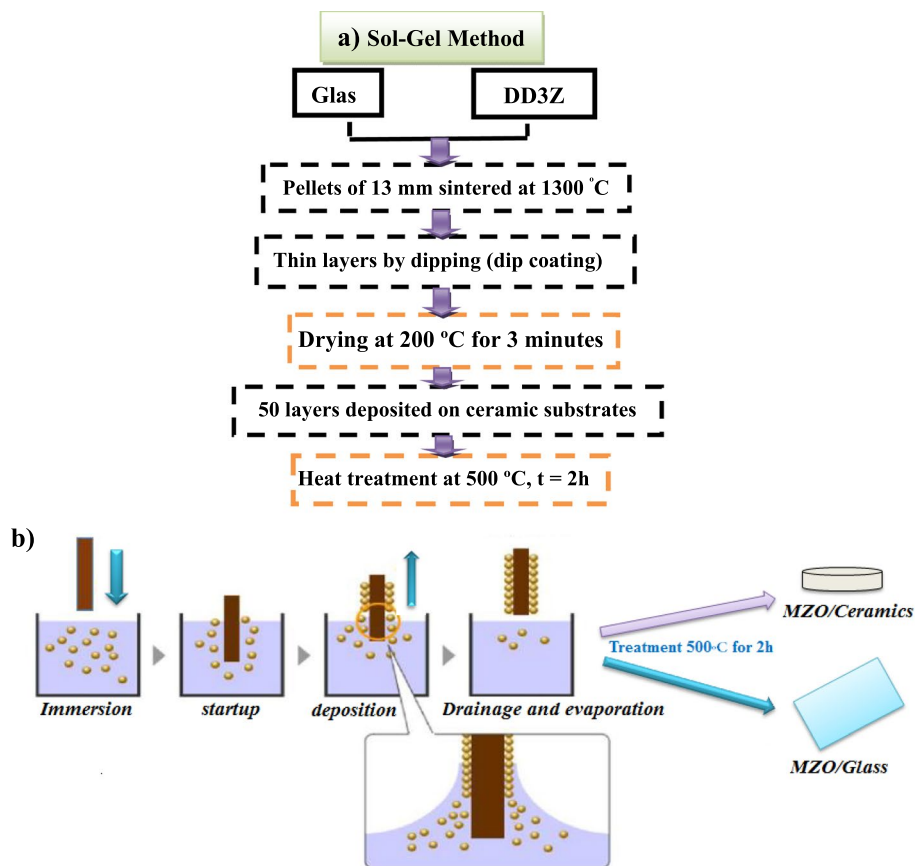 a) Sol-Gel Method
Glas
DD3Z
Pellets of 13 mm sintered at 1300 °C
Thin layers by dipping (dip coating)
Drying at 200 ºC for 3 minutes
50 layers deposited on ceramic substrates
Heat treatment at 500 ºC, t = 2h
b)
Immersion
startup
deposition
Drainage and evaporation
Treatment 500◦C for 2h
MZO/Ceramics
MZO/Glass